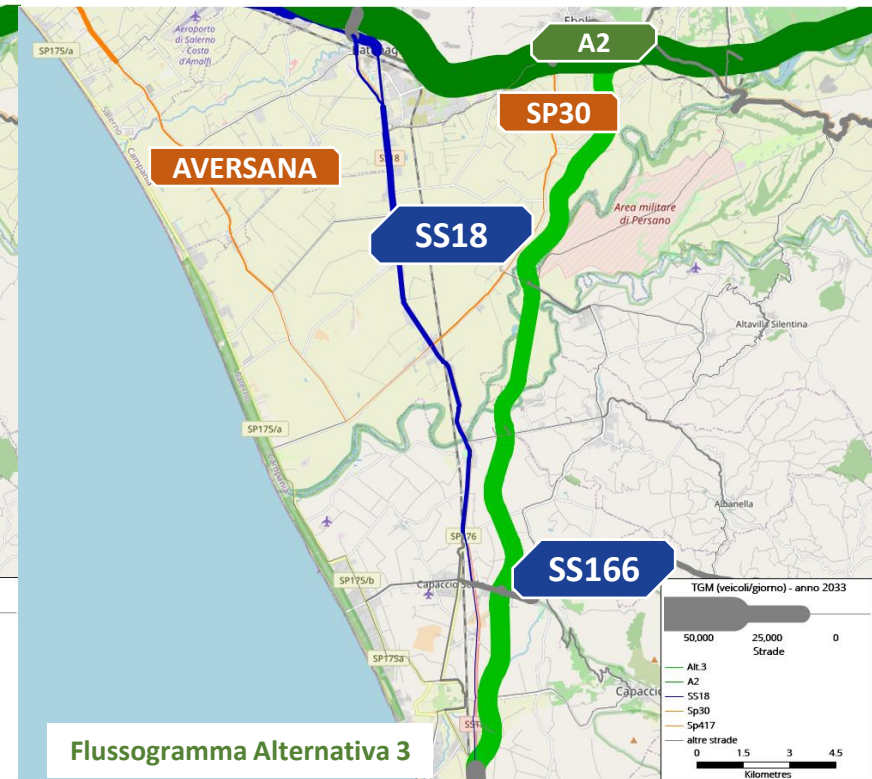 SP175/a
Aeroporto
di Salerno
Costa
d'Amalfi
A2
SP30
Salerno
Campania
AVERSANA
SS18
Area militare
di Persano
Altavilla Silentina
SP175/a
Albanella
SP175/b
SS166
SP175a
Flussogramma Alternativa 3
TGM (veicoli/giorno) - anno 2033
50,000 25,000 0
Strade
Alt.3
A2
SS18
Sp30
Sp417
altre strade
0 1.5 3 4.5
Kilometres